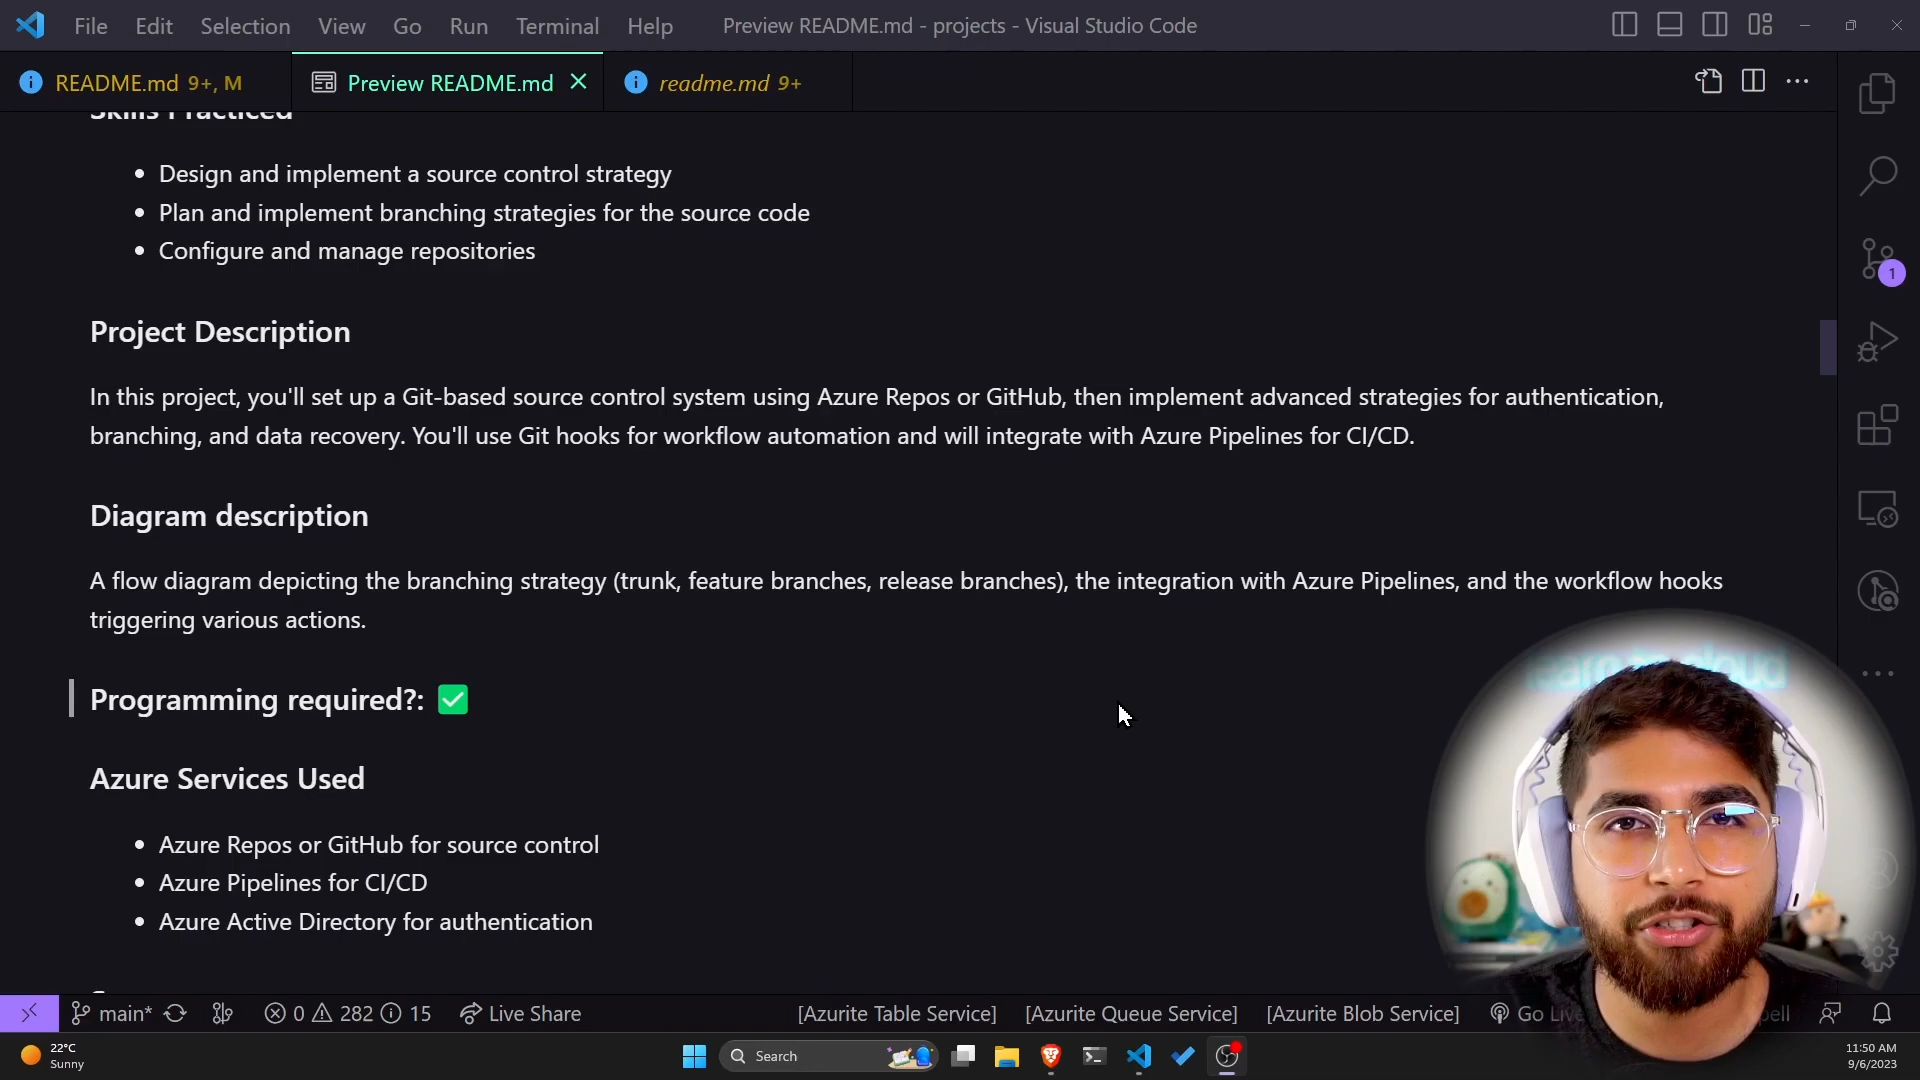 File Edit Selection View Go Run Terminal Help Preview README.md - projects - Visual Studio Code
README.md 9+, M Preview README.md readme.md 9+
Skills Practiced
Design and implement a source control strategy
Plan and implement branching strategies for the source code
Configure and manage repositories
1
Project Description
In this project, you'll set up a Git-based source control system using Azure Repos or GitHub, then implement advanced strategies for authentication,
branching, and data recovery. You'll use Git hooks for workflow automation and will integrate with Azure Pipelines for CI/CD.
Diagram description
A flow diagram depicting the branching strategy (trunk, feature branches, release branches), the integration with Azure Pipelines, and the workflow hooks
triggering various actions.
learn to cloud
Programming required?: ✅
Azure Services Used
Azure Repos or GitHub for source control
Azure Pipelines for CI/CD
Azure Active Directory for authentication
main* 0 282 15 Live Share [Azurite Table Service] [Azurite Queue Service] [Azurite Blob Service] Go Live
22°C
Sunny
Search
11:50 AM
9/6/2023